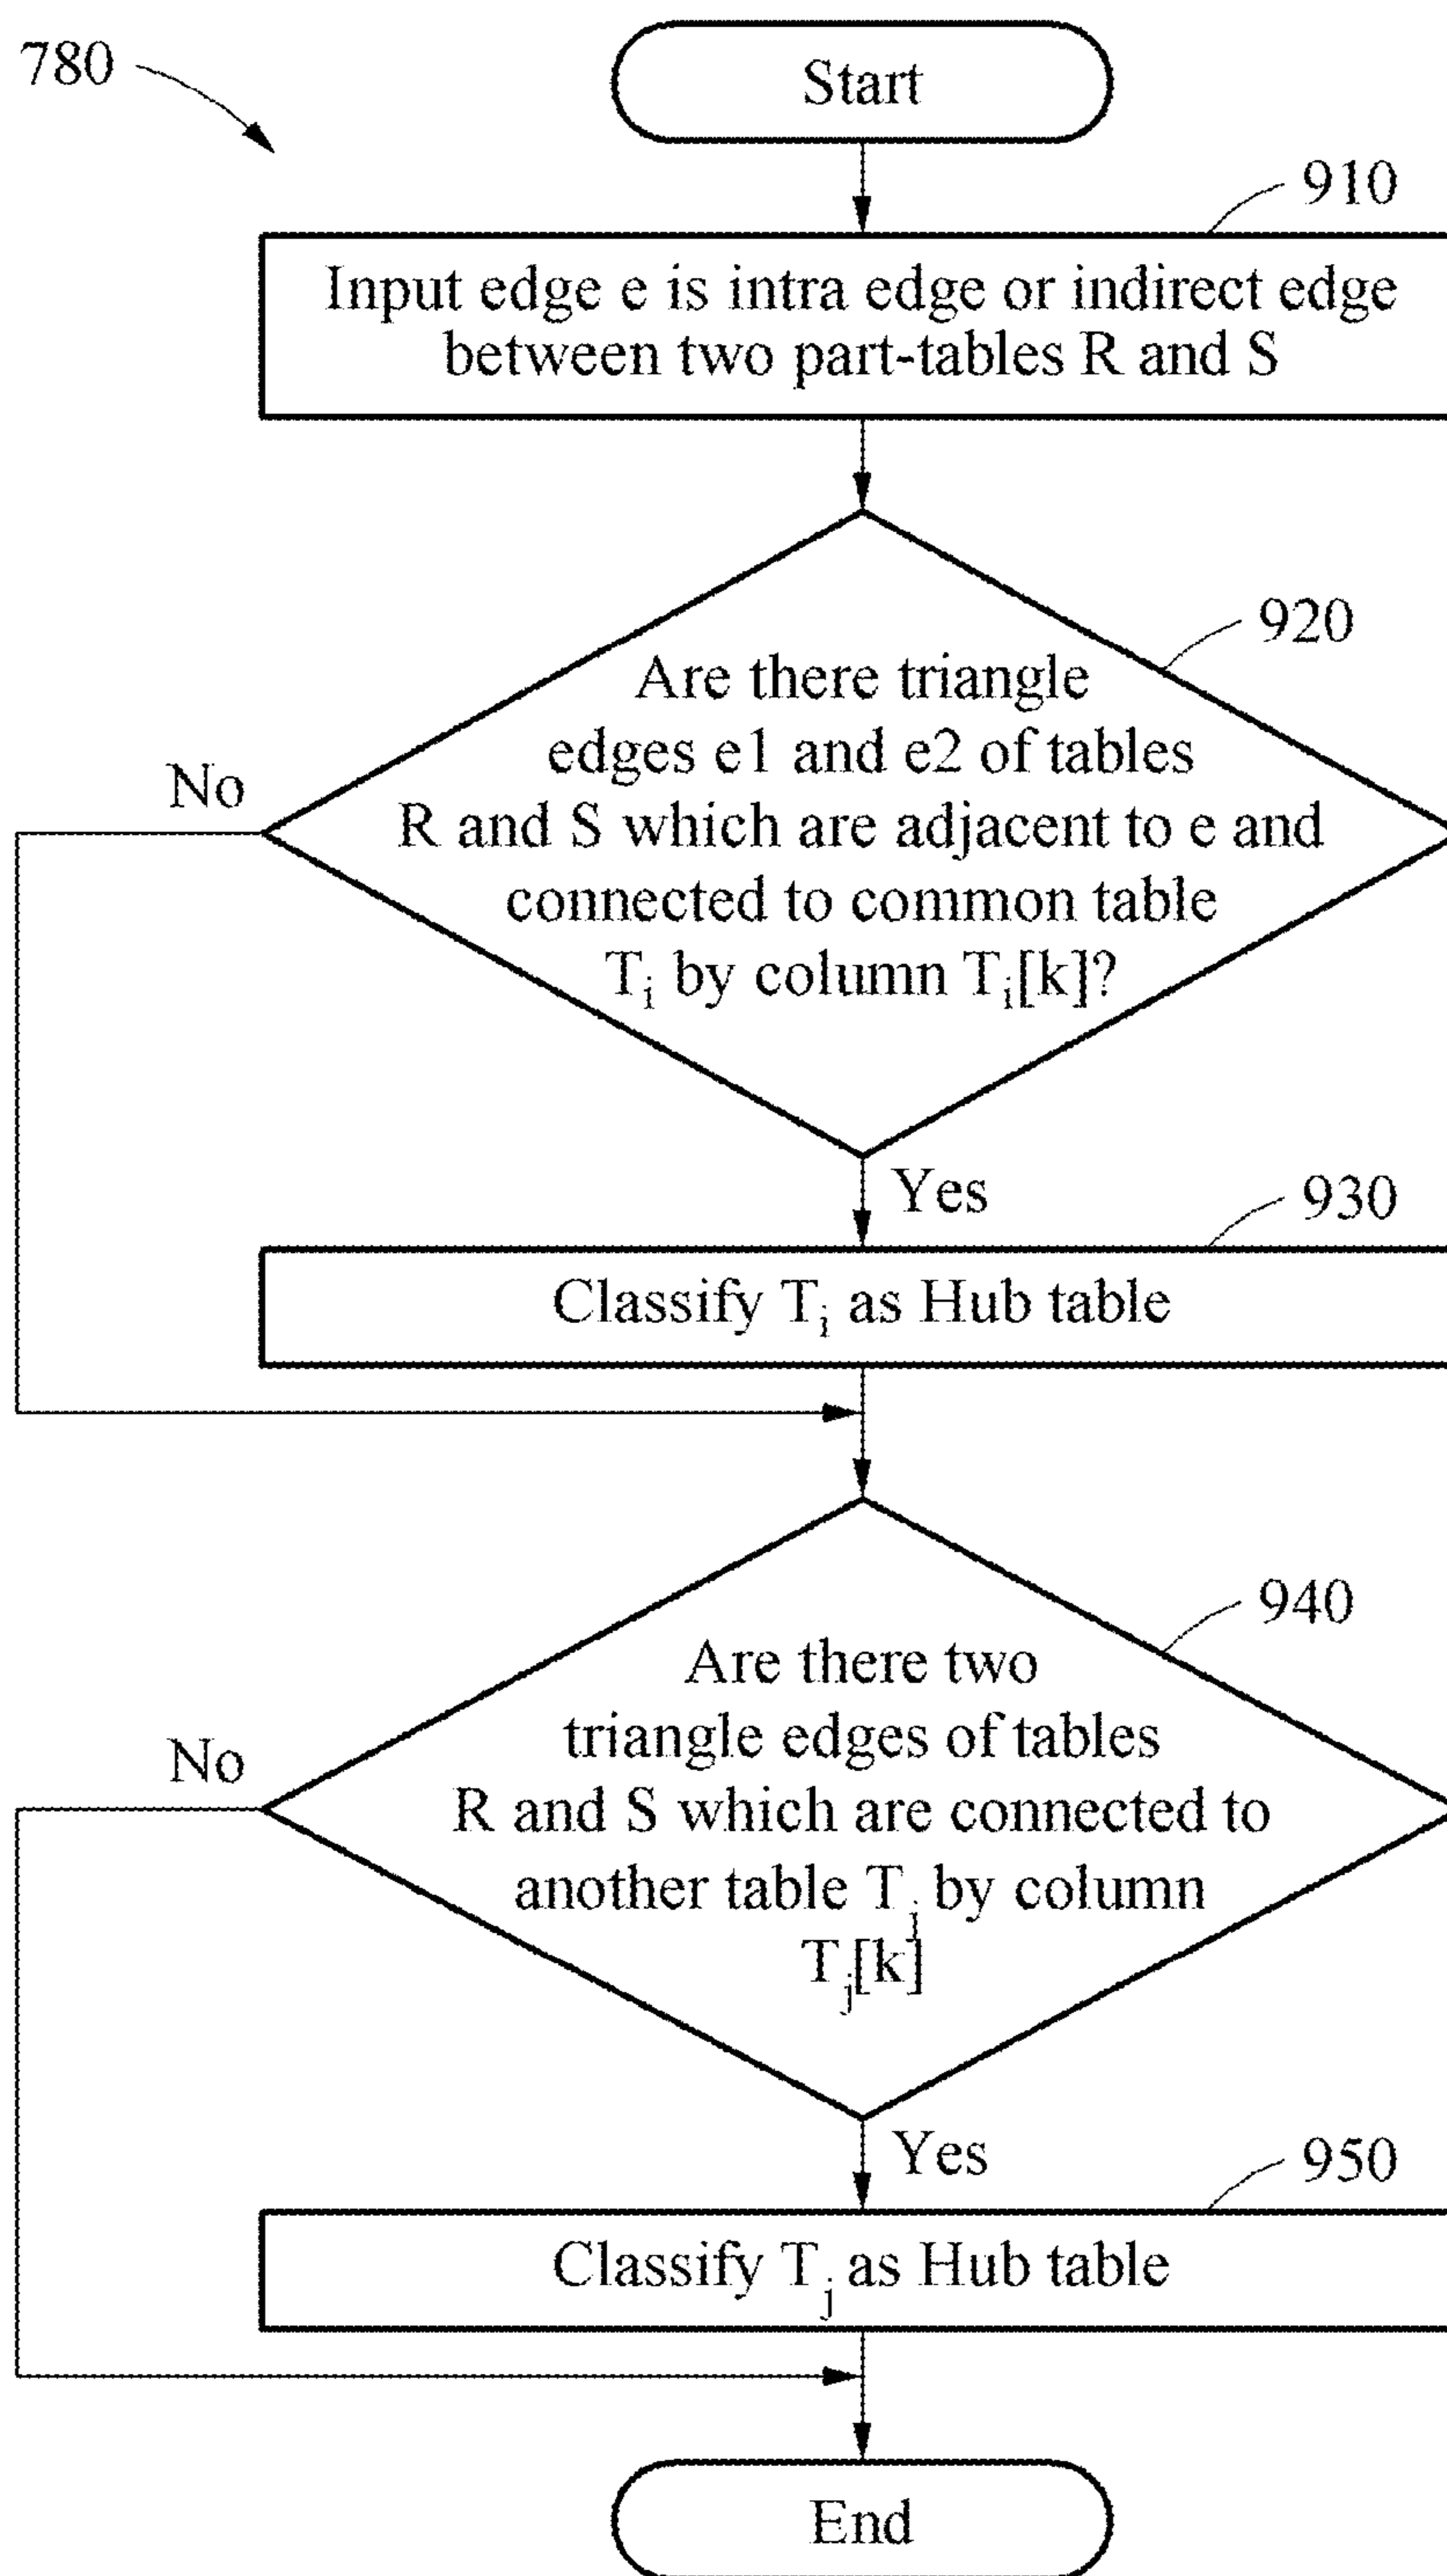 780
Start
910
Input edge e is intra edge or indirect edge
between two part-tables R and S
920
Are there triangle
edges e1 and e2 of tables
R and S which are adjacent to e and
connected to common table
Ti by column Ti[k]?
No
Yes
930
Classify Ti as Hub table
940
Are there two
triangle edges of tables
R and S which are connected to
another table Tj by column
Tj[k]
No
Yes
950
Classify Tj as Hub table
End